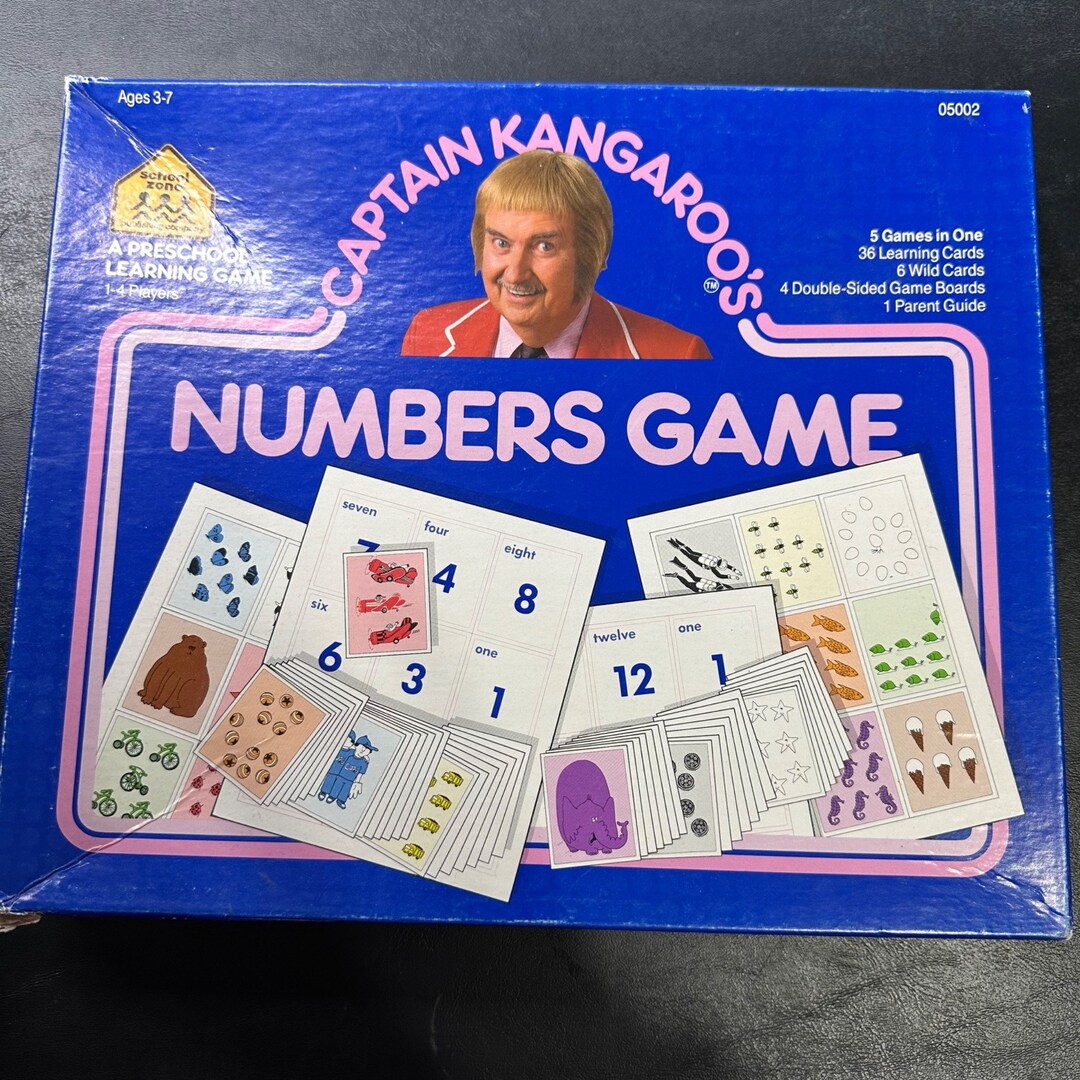 Ages 3-7
05002
school
zone
A PRESCHOOL
LEARNING GAME
1-4 Players
CAPTAIN KANGAROO'S
TM
5 Games in One
36 Learning Cards
6 Wild Cards
4 Double-Sided Game Boards
1 Parent Guide
NUMBERS GAME
seven
four
eight
7
4
8
six
one
6
3
1
twelve
one
12
1